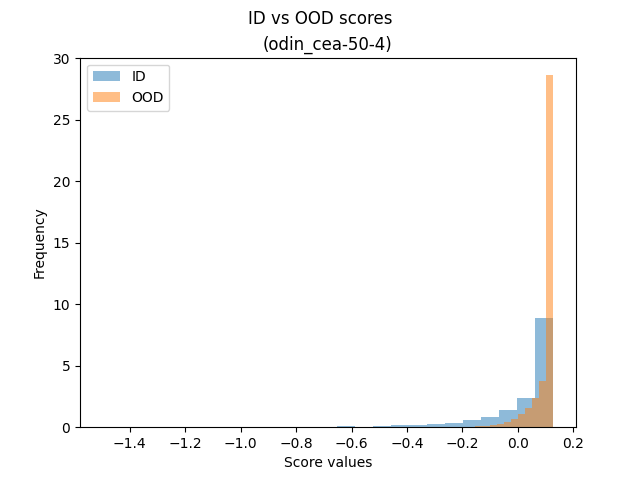 ID vs OOD scores
(odin_cea-50-4)
ID
OOD
Frequency
30
25
20
15
10
5
0
−1.4
−1.2
−1.0
−0.8
−0.6
−0.4
−0.2
0.0
0.2
Score values